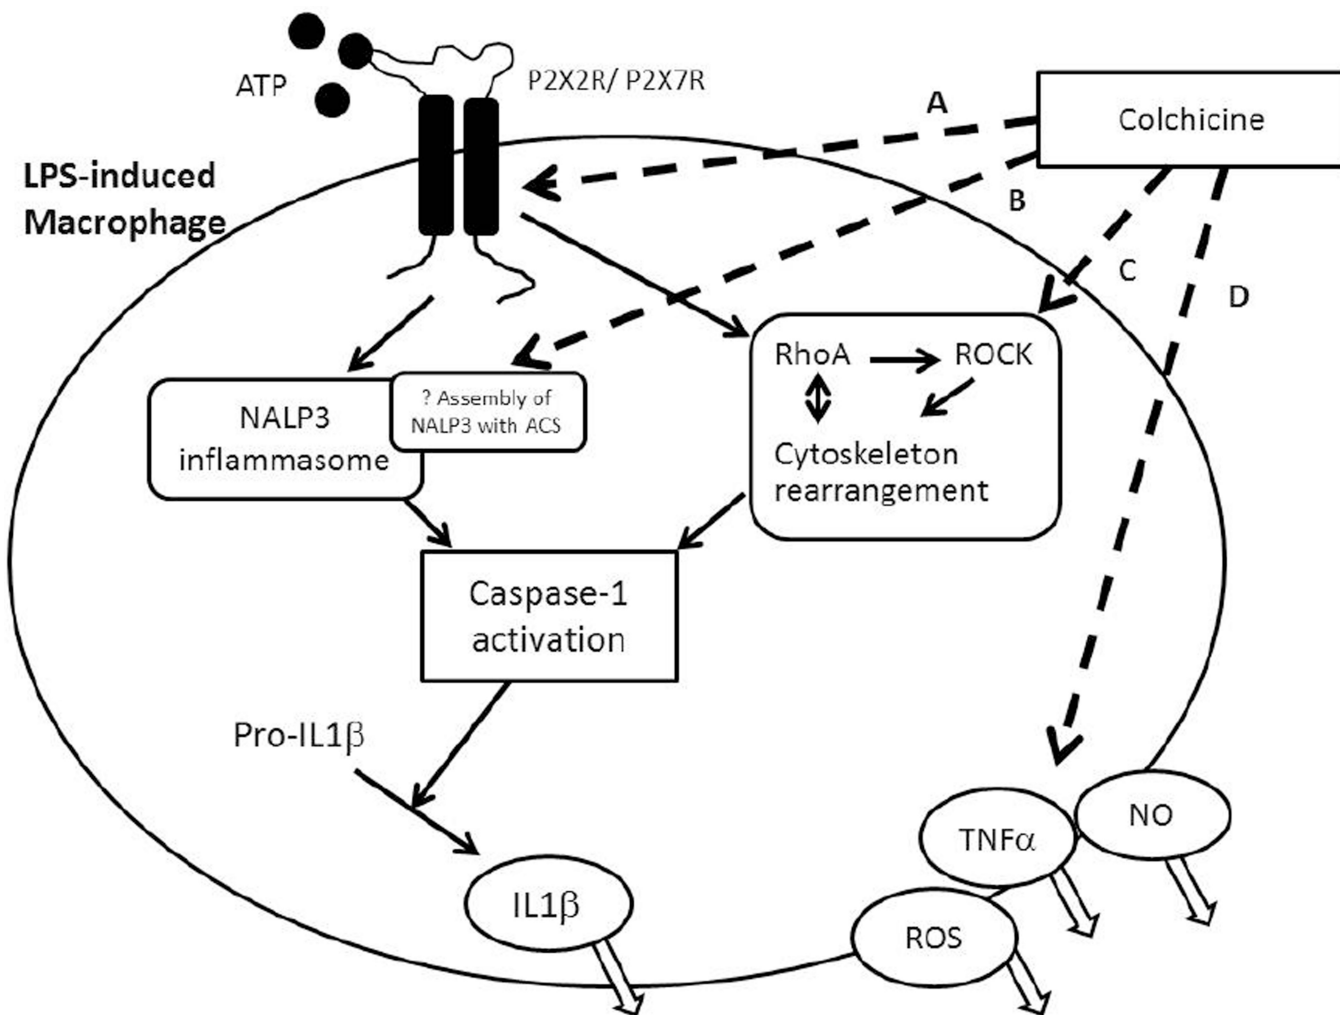 ATP
P2X2R/ P2X7R
A
Colchicine
LPS-induced
Macrophage
B
C
D
NALP3
inflammasome
? Assembly of
NALP3 with ACS
RhoA
ROCK
Cytoskeleton
rearrangement
Caspase-1
activation
Pro-IL1β
IL1β
TNFα
NO
ROS